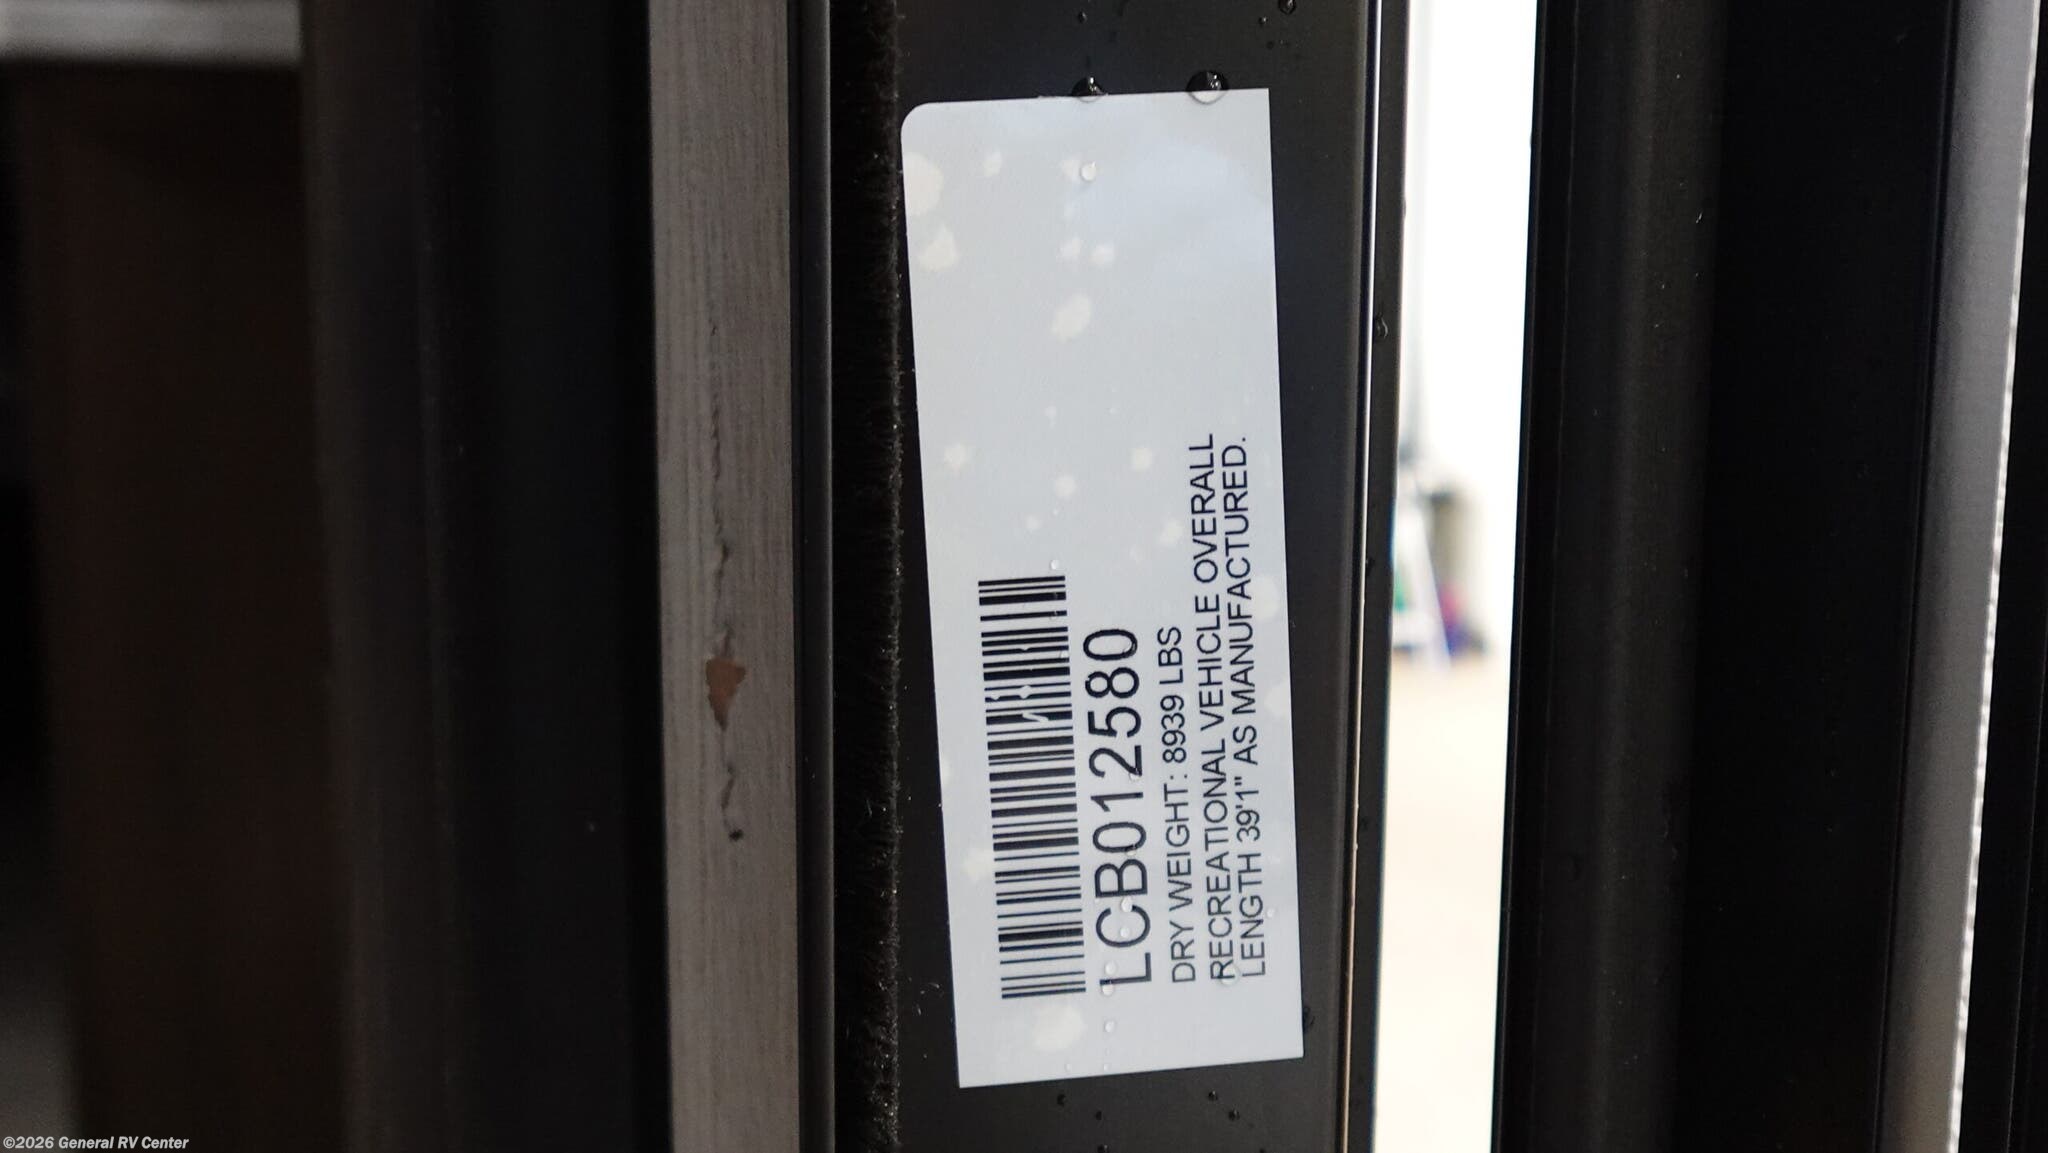 LCB012580
DRY WEIGHT: 8939 LBS
RECREATIONAL VEHICLE OVERALL
LENGTH 39'1" AS MANUFACTURED.
©2026 General RV Center